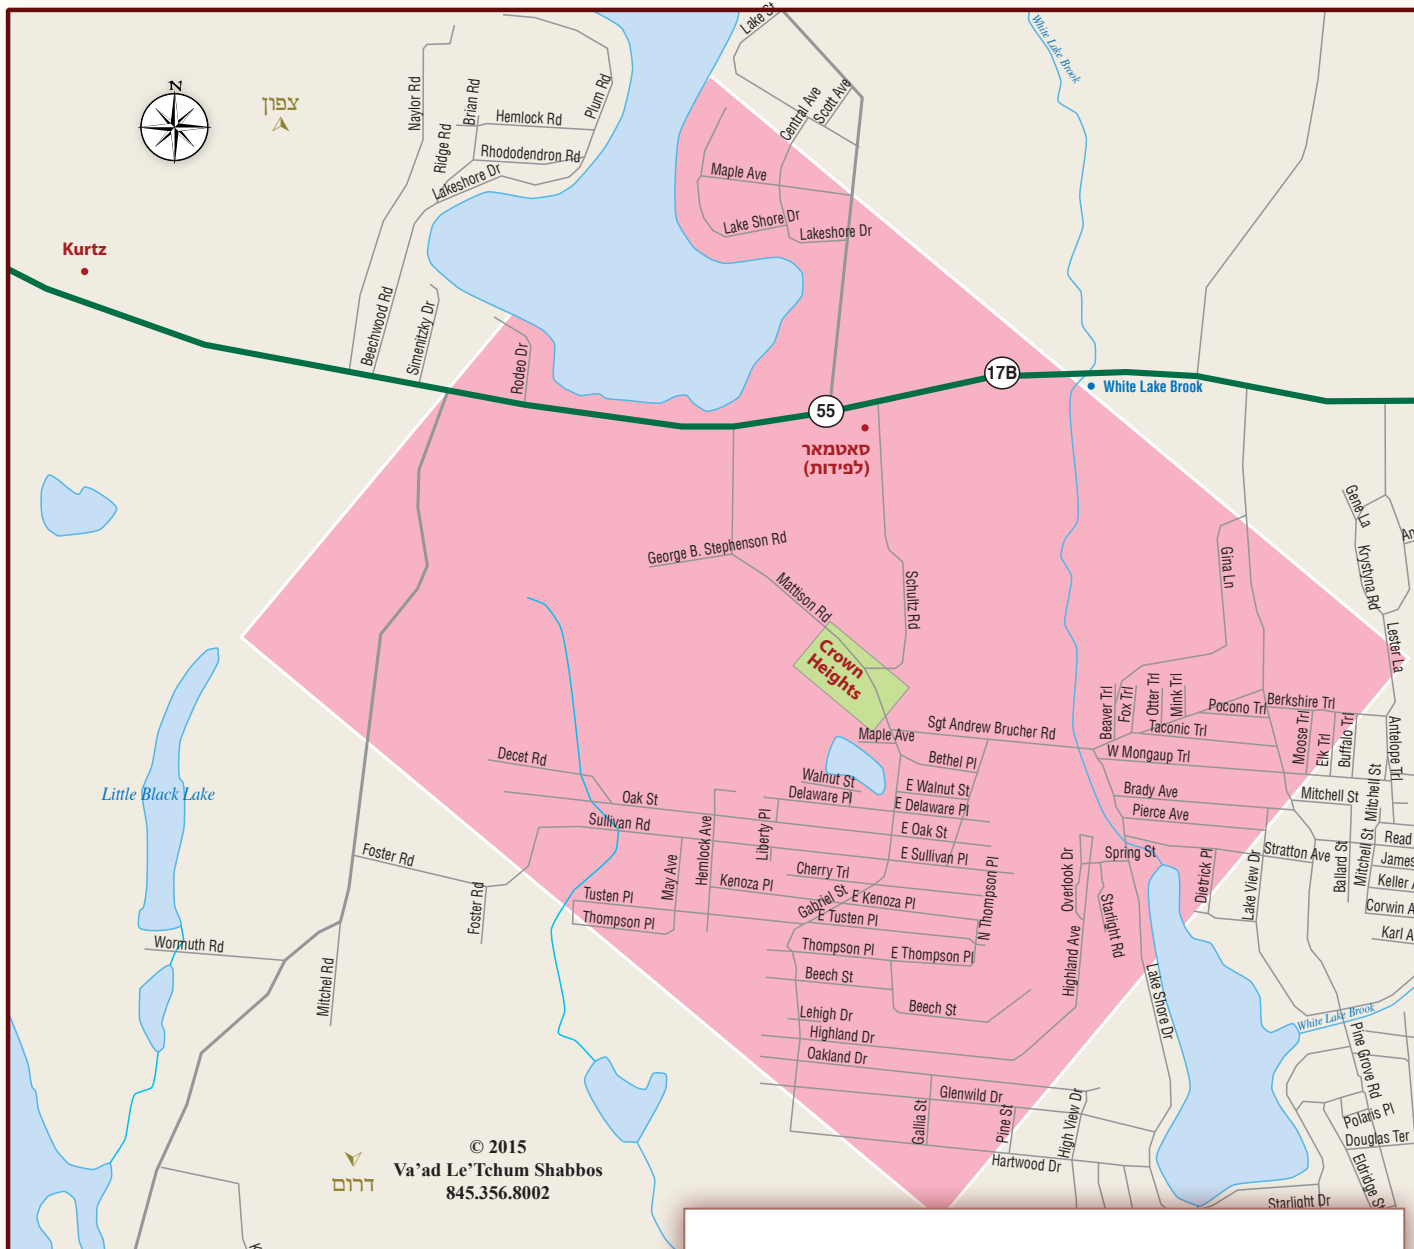 Lake St
White Lake Brook
N
צפון
Naylor Rd
Brian Rd
Plum Rd
Hemlock Rd
Central Ave
Scott Ave
Ridge Rd
Rhododendron Rd
Lakeshore Dr
Maple Ave
Lake Shore Dr
Lakeshore Dr
Kurtz
Beechwood Rd
Simenitzky Dr
Rodeo Dr
17B
White Lake Brook
55
סאטמאר
(לפידות)
Gene La
George B. Stephenson Rd
Gina Ln
Krystyna Rd
Mattison Rd
Schultz Rd
Lester La
Crown
Heights
Beaver Trl
Fox Trl
Otter Trl
Mink Trl
Pocono Trl
Berkshire Trl
Sgt Andrew Brucher Rd
Maple Ave
Taconic Trl
Moose Trl
Elk Trl
Buffalo Trl
Antelope Trl
Decet Rd
Bethel Pl
W Mongaup Trl
Walnut St
Delaware Pl
E Walnut St
E Delaware Pl
Brady Ave
Mitchell St
Mitchell St
Little Black Lake
Oak St
Sullivan Rd
Liberty Pl
E Oak St
Pierce Ave
Foster Rd
May Ave
Hemlock Ave
E Sullivan Pl
Spring St
Stratton Ave
Ballard St
Mitchell St
Read
James
Cherry Trl
Overlook Dr
Dietrick Pl
Lake View Dr
Keller
Foster Rd
Tusten Pl
Kenoza Pl
Gabriel St
E Kenoza Pl
N Thompson Pl
Starlight Rd
Corwin A
Thompson Pl
E Tusten Pl
Karl A
Wormuth Rd
Thompson Pl
E Thompson Pl
Highland Ave
Mitchel Rd
Beech St
Lake Shore Dr
Beech St
Lehigh Dr
Highland Dr
White Lake Brook
Oakland Dr
Pine Grove Rd
Glenwild Dr
Gallia St
Pine St
High View Dr
Polaris Pl
Douglas Ter
Hartwood Dr
Eldridge St
Starlight Dr
דרום
© 2015
Va’ad Le’Tchum Shabbos
845.356.8002